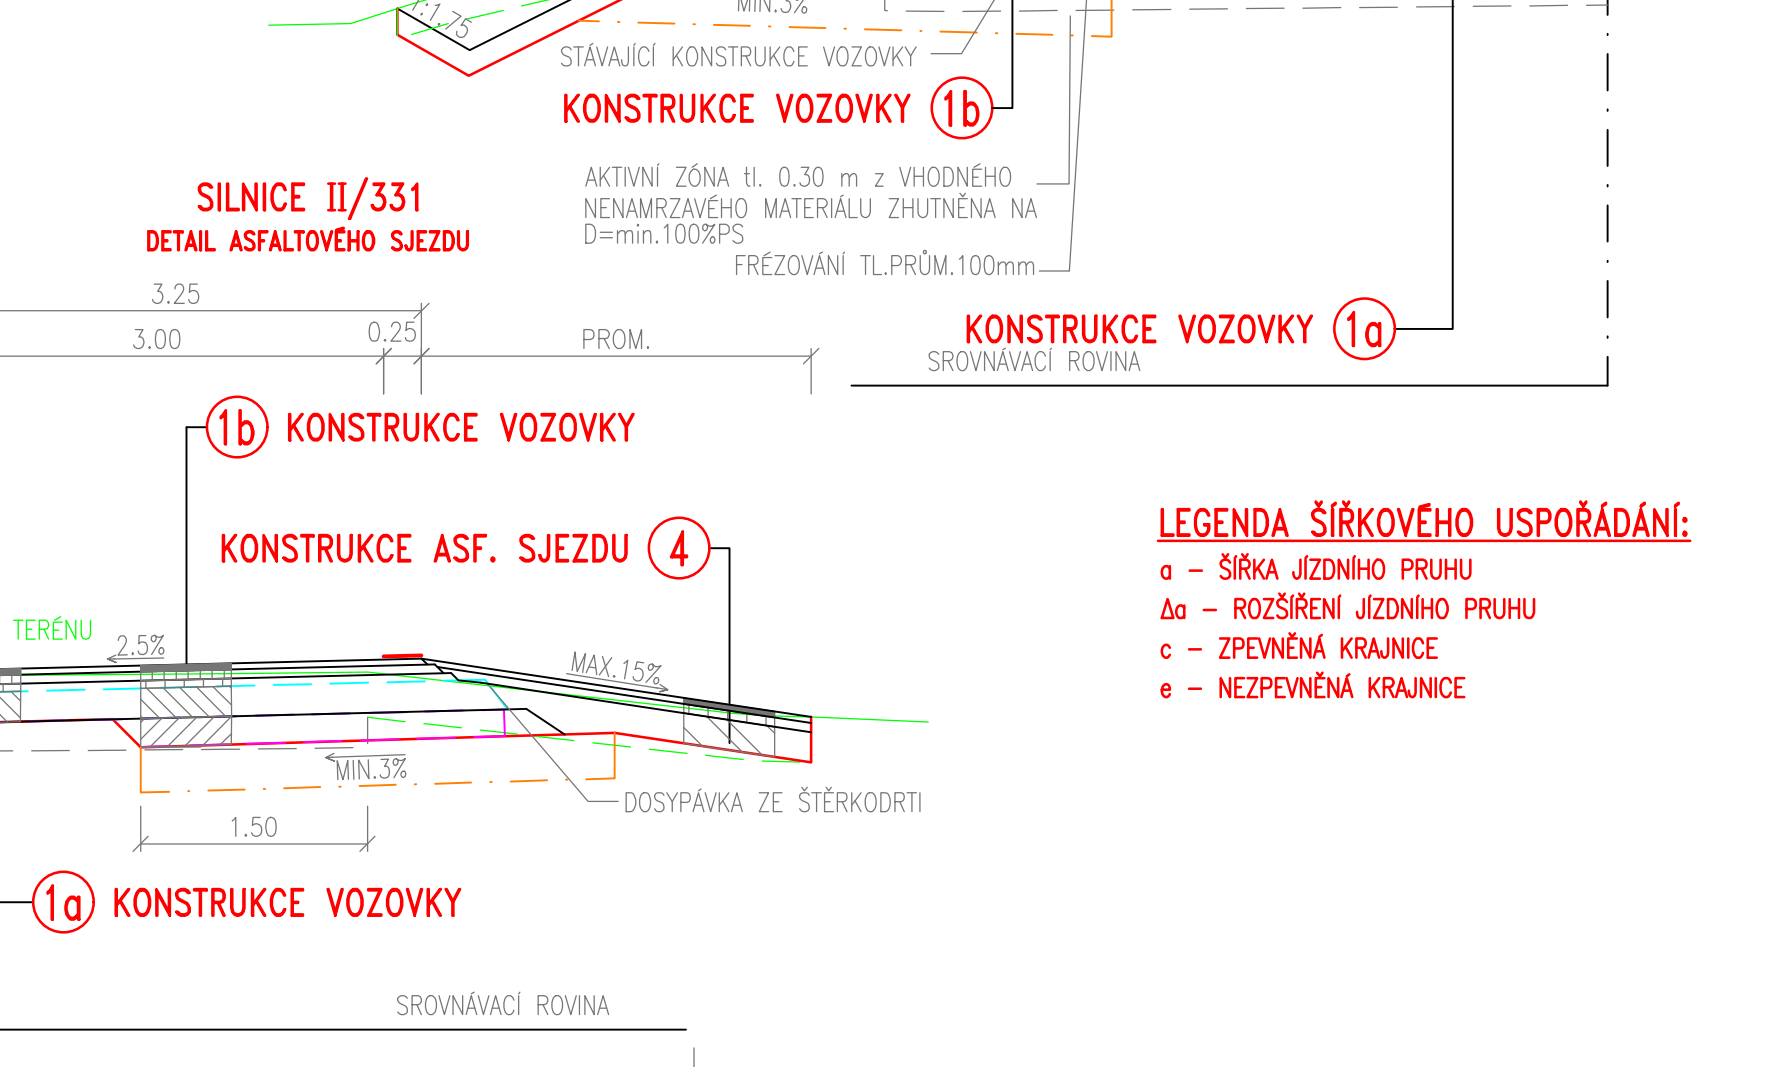 1:1.75
MIN.3%
STÁVAJÍCÍ KONSTRUKCE VOZOVKY
KONSTRUKCE VOZOVKY 1b
AKTIVNÍ ZÓNA tl. 0.30 m z VHODNÉHO
NENAMRZAVÉHO MATERIÁLU ZHUTNĚNA NA
D=min.100%PS
FRÉZOVÁNÍ TL.PRŮM.100mm
SILNICE II/331
DETAIL ASFALTOVÉHO SJEZDU
3.25
3.00
0.25
PROM.
KONSTRUKCE VOZOVKY 1a
SROVNÁVACÍ ROVINA
1b KONSTRUKCE VOZOVKY
KONSTRUKCE ASF. SJEZDU 4
LEGENDA ŠÍŘKOVÉHO USPOŘÁDÁNÍ:
a – ŠÍŘKA JÍZDNÍHO PRUHU
Δa – ROZŠÍŘENÍ JÍZDNÍHO PRUHU
c – ZPEVNĚNÁ KRAJNICE
e – NEZPEVNĚNÁ KRAJNICE
TERÉNU
2.5%
MAX.15%
MIN.3%
DOSYPÁVKA ZE ŠTĚRKODRTI
1.50
1a KONSTRUKCE VOZOVKY
SROVNÁVACÍ ROVINA